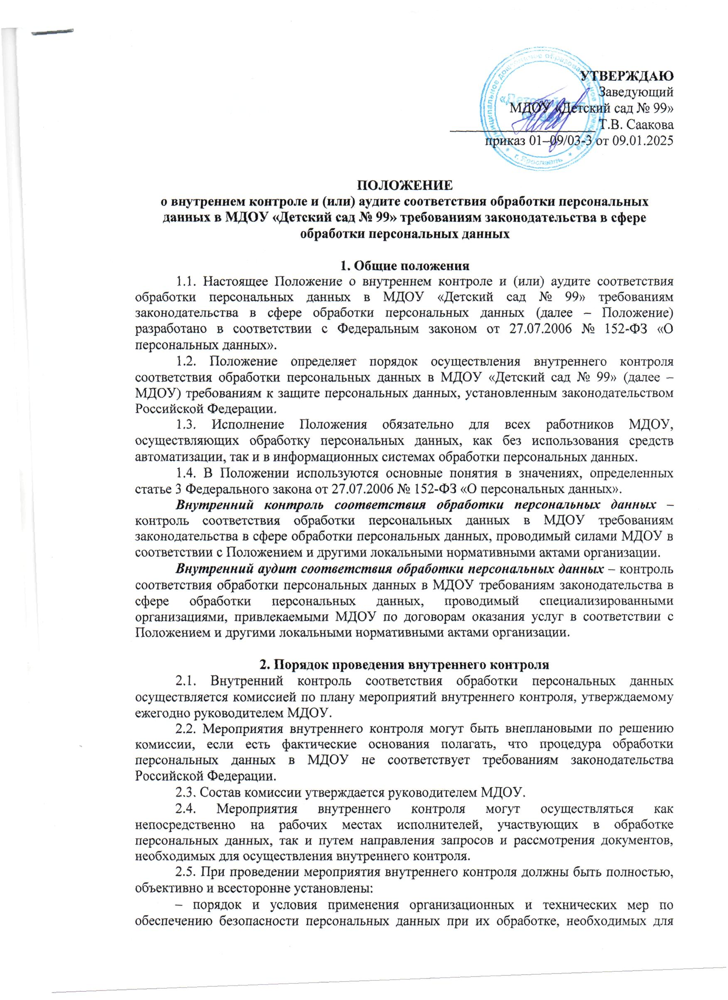 УТВЕРЖДАЮ
Заведующий
МДОУ «Детский сад № 99»
Т.В. Саакова
приказ 01–09/03-3 от 09.01.2025
муниципальное дошкольное образовательное учреждение
«Детский сад
№ 99»
г. Ярославль
ПОЛОЖЕНИЕ
о внутреннем контроле и (или) аудите соответствия обработки персональных
данных в МДОУ «Детский сад № 99» требованиям законодательства в сфере
обработки персональных данных
1. Общие положения
1.1. Настоящее Положение о внутреннем контроле и (или) аудите соответствия
обработки персональных данных в МДОУ «Детский сад № 99» требованиям
законодательства в сфере обработки персональных данных (далее – Положение)
разработано в соответствии с Федеральным законом от 27.07.2006 № 152-ФЗ «О
персональных данных».
1.2. Положение определяет порядок осуществления внутреннего контроля
соответствия обработки персональных данных в МДОУ «Детский сад № 99» (далее –
МДОУ) требованиям к защите персональных данных, установленным законодательством
Российской Федерации.
1.3. Исполнение Положения обязательно для всех работников МДОУ,
осуществляющих обработку персональных данных, как без использования средств
автоматизации, так и в информационных системах обработки персональных данных.
1.4. В Положении используются основные понятия в значениях, определенных
статье 3 Федерального закона от 27.07.2006 № 152-ФЗ «О персональных данных».
Внутренний контроль соответствия обработки персональных данных –
контроль соответствия обработки персональных данных в МДОУ требованиям
законодательства в сфере обработки персональных данных, проводимый силами МДОУ в
соответствии с Положением и другими локальными нормативными актами организации.
Внутренний аудит соответствия обработки персональных данных – контроль
соответствия обработки персональных данных в МДОУ требованиям законодательства в
сфере обработки персональных данных, проводимый специализированными
организациями, привлекаемыми МДОУ по договорам оказания услуг в соответствии с
Положением и другими локальными нормативными актами организации.
2. Порядок проведения внутреннего контроля
2.1. Внутренний контроль соответствия обработки персональных данных
осуществляется комиссией по плану мероприятий внутреннего контроля, утверждаемому
ежегодно руководителем МДОУ.
2.2. Мероприятия внутреннего контроля могут быть внеплановыми по решению
комиссии, если есть фактические основания полагать, что процедура обработки
персональных данных в МДОУ не соответствует требованиям законодательства
Российской Федерации.
2.3. Состав комиссии утверждается руководителем МДОУ.
2.4. Мероприятия внутреннего контроля могут осуществляться как
непосредственно на рабочих местах исполнителей, участвующих в обработке
персональных данных, так и путем направления запросов и рассмотрения документов,
необходимых для осуществления внутреннего контроля.
2.5. При проведении мероприятия внутреннего контроля должны быть полностью,
объективно и всесторонне установлены:
– порядок и условия применения организационных и технических мер по
обеспечению безопасности персональных данных при их обработке, необходимых для